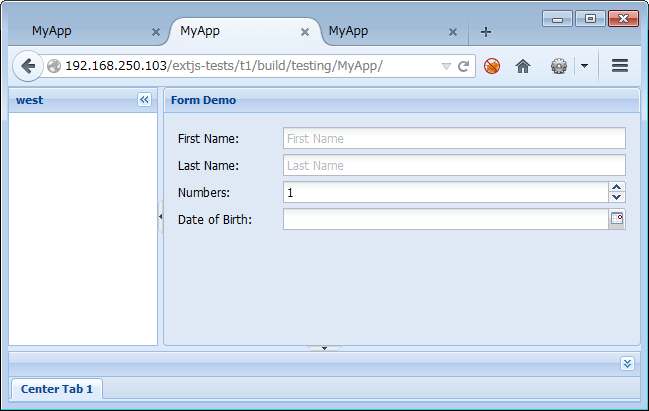 MyApp MyApp MyApp
192.168.250.103/extjs-tests/t1/build/testing/MyApp/
west Form Demo
First Name: First Name
Last Name: Last Name
Numbers: 1
Date of Birth:
Center Tab 1